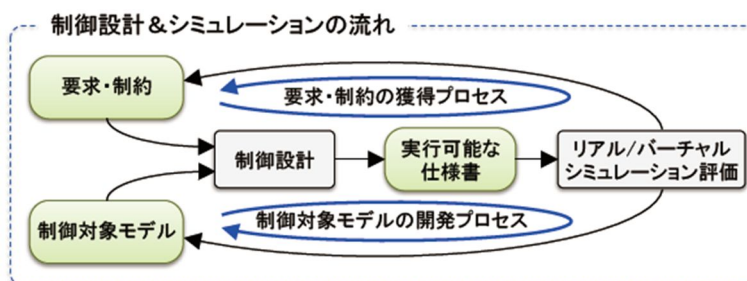 制御設計&シミュレーションの流れ
要求・制約
要求・制約の獲得プロセス
制御設計
実行可能な
仕様書
リアル/バーチャル
シミュレーション評価
制御対象モデル
制御対象モデルの開発プロセス